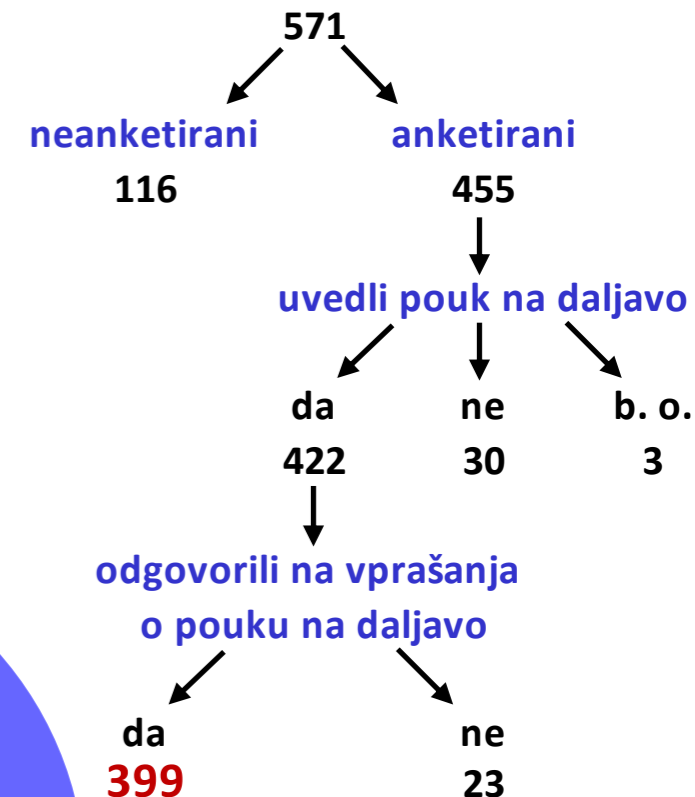 571
neanketirani anketirani
116 455
uvedli pouk na daljavo
da ne b. o.
422 30 3
odgovorili na vprašanja
o pouku na daljavo
da ne
399 23